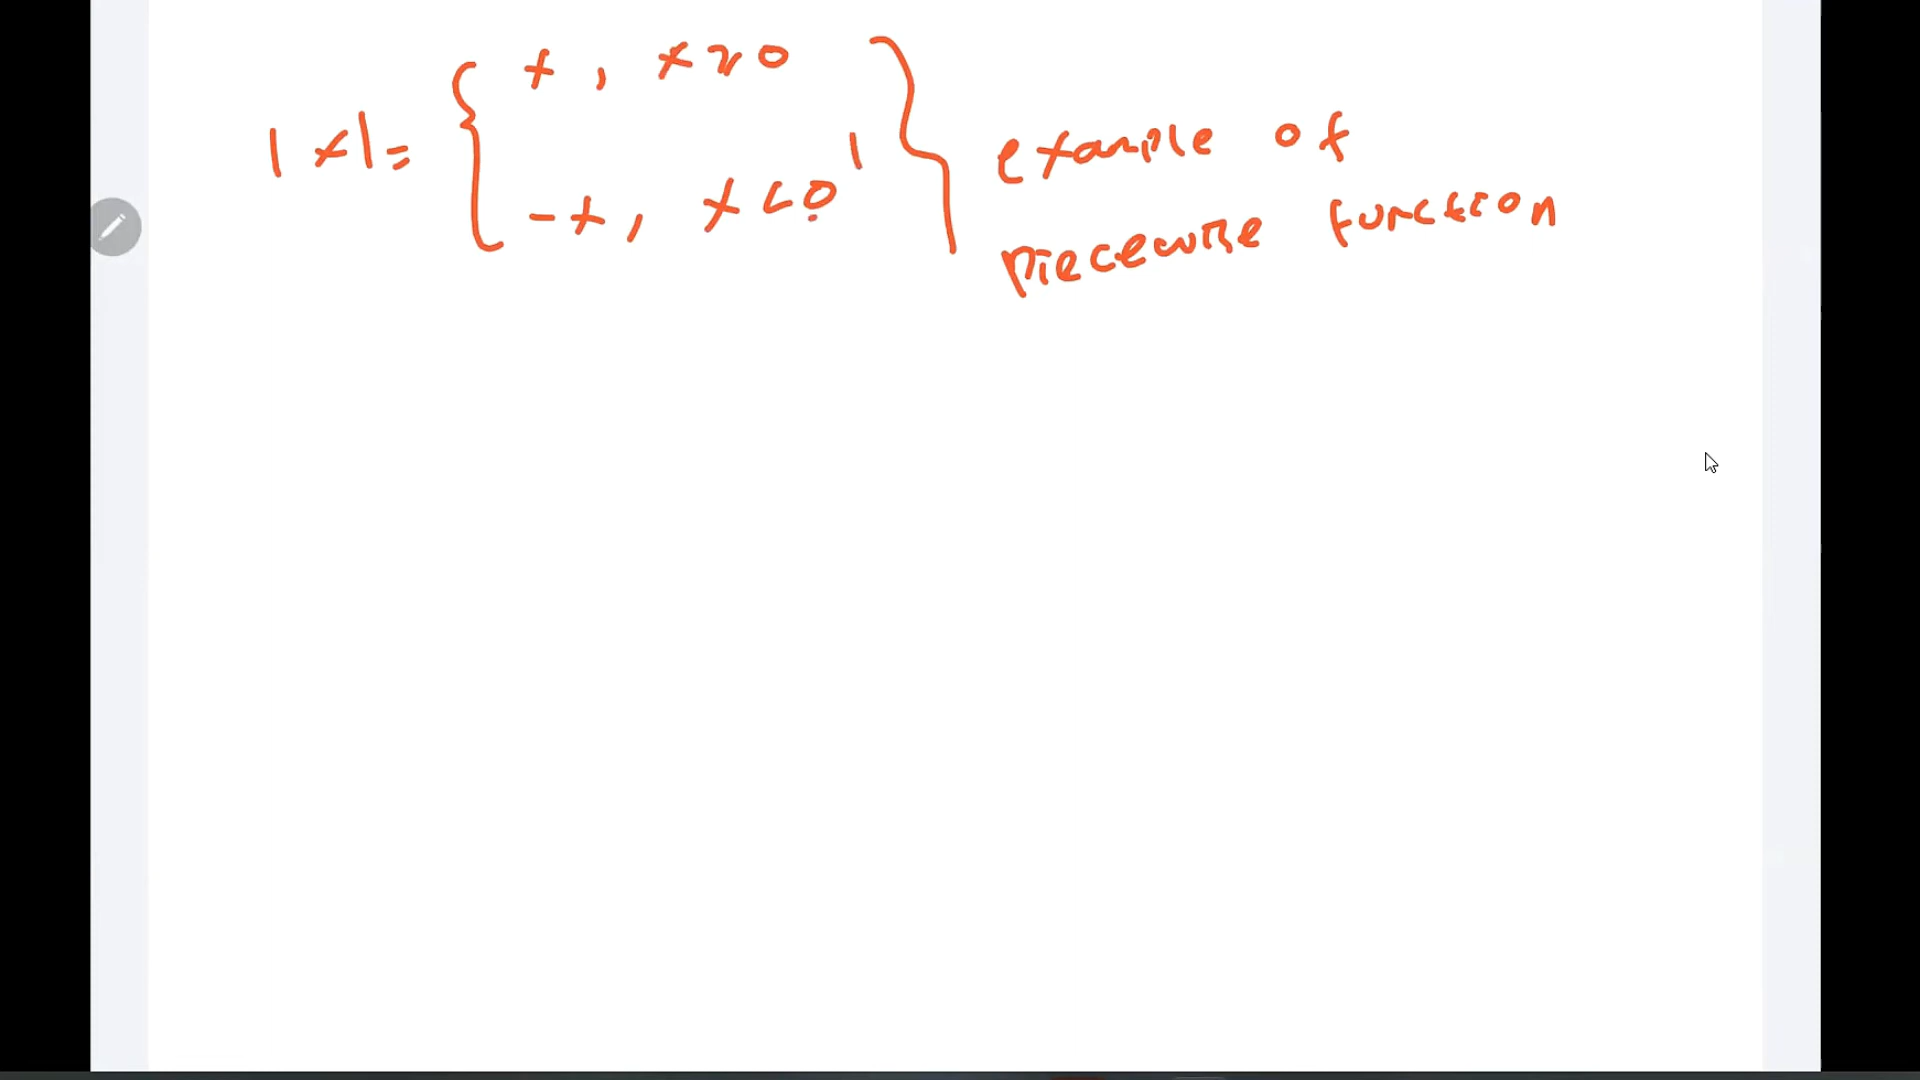 |x| = { x, x ≥ 0
-x, x < 0 } example of
piecewise function